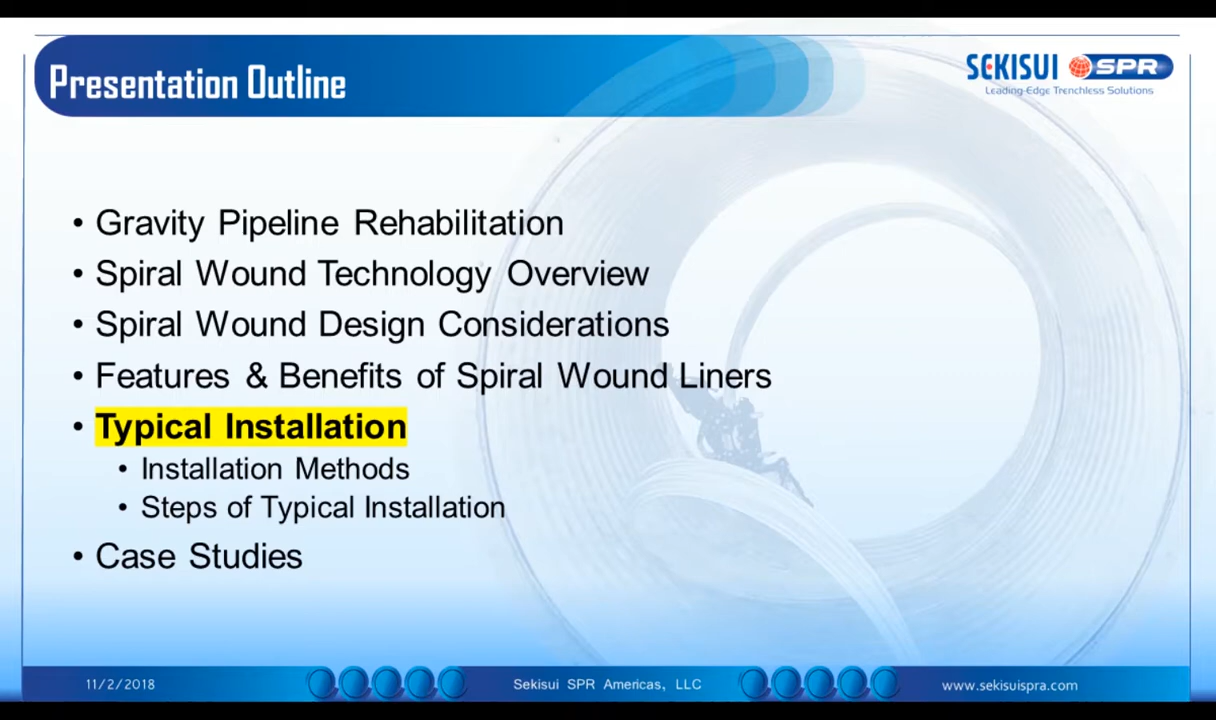 Presentation Outline
SEKISUI SPR
Leading-Edge Trenchless Solutions
• Gravity Pipeline Rehabilitation
• Spiral Wound Technology Overview
• Spiral Wound Design Considerations
• Features & Benefits of Spiral Wound Liners
• Typical Installation
• Installation Methods
• Steps of Typical Installation
• Case Studies
11/2/2018
Sekisui SPR Americas, LLC
www.sekisuispra.com